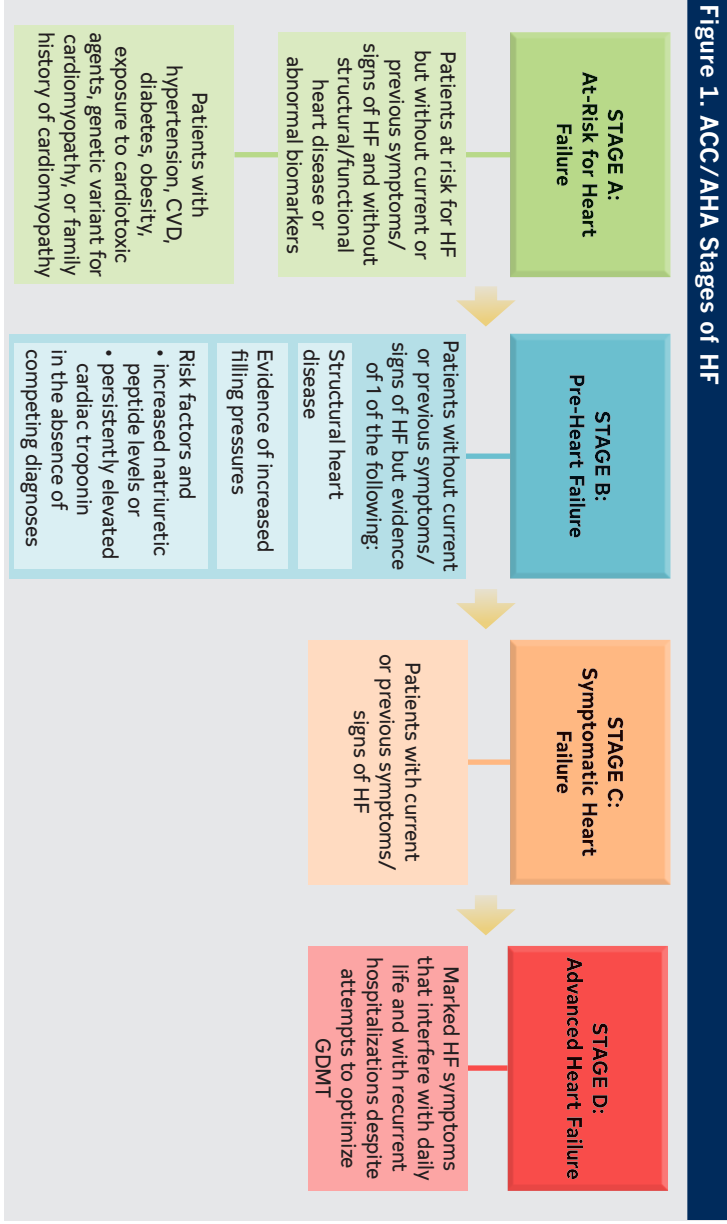 Figure 1. ACC/AHA Stages of HF
STAGE A:
At-Risk for Heart
Failure
Patients at risk for HF
but without current or
previous symptoms/
signs of HF and without
structural/functional
heart disease or
abnormal biomarkers
Patients with
hypertension, CVD,
diabetes, obesity,
exposure to cardiotoxic
agents, genetic variant for
cardiomyopathy, or family
history of cardiomyopathy
STAGE B:
Pre-Heart Failure
Patients without current
or previous symptoms/
signs of HF but evidence
of 1 of the following:
Structural heart
disease
Evidence of increased
filling pressures
Risk factors and
• increased natriuretic
peptide levels or
• persistently elevated
cardiac troponin
in the absence of
competing diagnoses
STAGE C:
Symptomatic Heart
Failure
Patients with current
or previous symptoms/
signs of HF
STAGE D:
Advanced Heart Failure
Marked HF symptoms
that interfere with daily
life and with recurrent
hospitalizations despite
attempts to optimize
GDMT